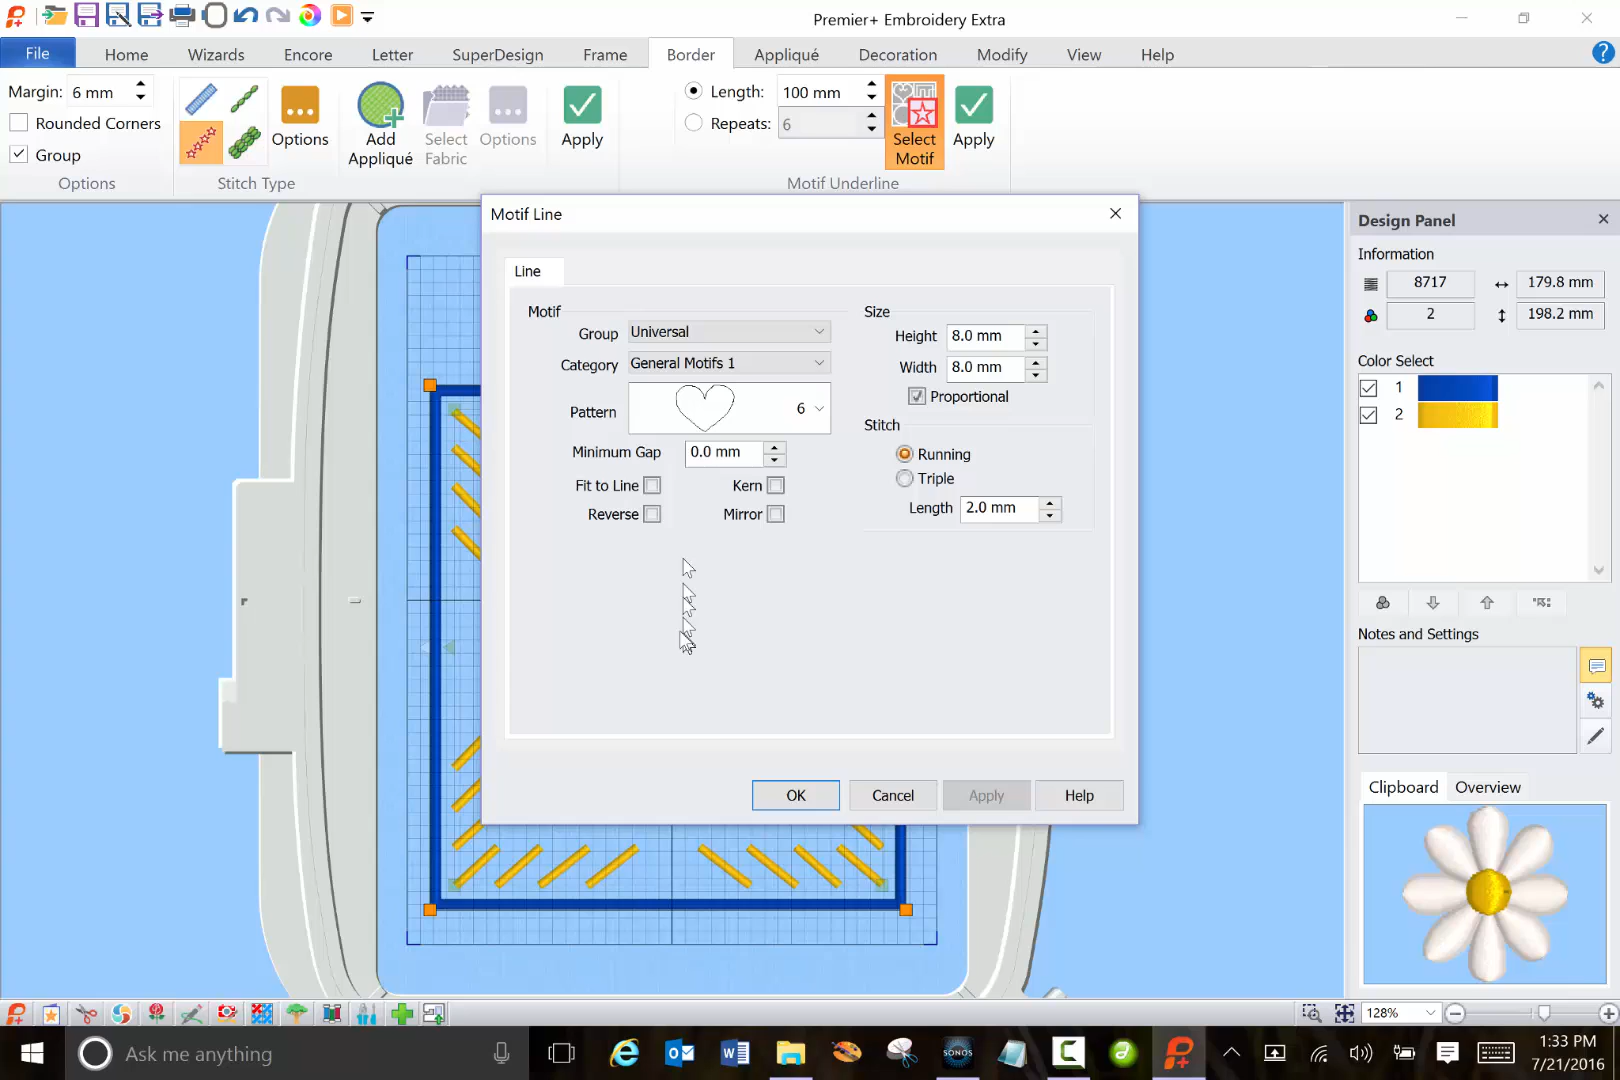 Premier+ Embroidery Extra
File Home Wizards Encore Letter SuperDesign Frame Border Appliqué Decoration Modify View Help
Margin: 6 mm
Rounded Corners
Group
Options
Options
Stitch Type
Add Appliqué
Select Fabric
Options
Apply
Length: 100 mm
Repeats: 6
Select Motif
Apply
Motif Underline
Motif Line
Line
Motif
Group Universal
Category General Motifs 1
Pattern 6
Minimum Gap 0.0 mm
Fit to Line Kern
Reverse Mirror
Size
Height 8.0 mm
Width 8.0 mm
Proportional
Stitch
Running
Triple
Length 2.0 mm
OK Cancel Apply Help
Design Panel
Information
8717 179.8 mm
2 198.2 mm
Color Select
1
2
Notes and Settings
Clipboard Overview
128%
Ask me anything
SONOS
1:33 PM
7/21/2016